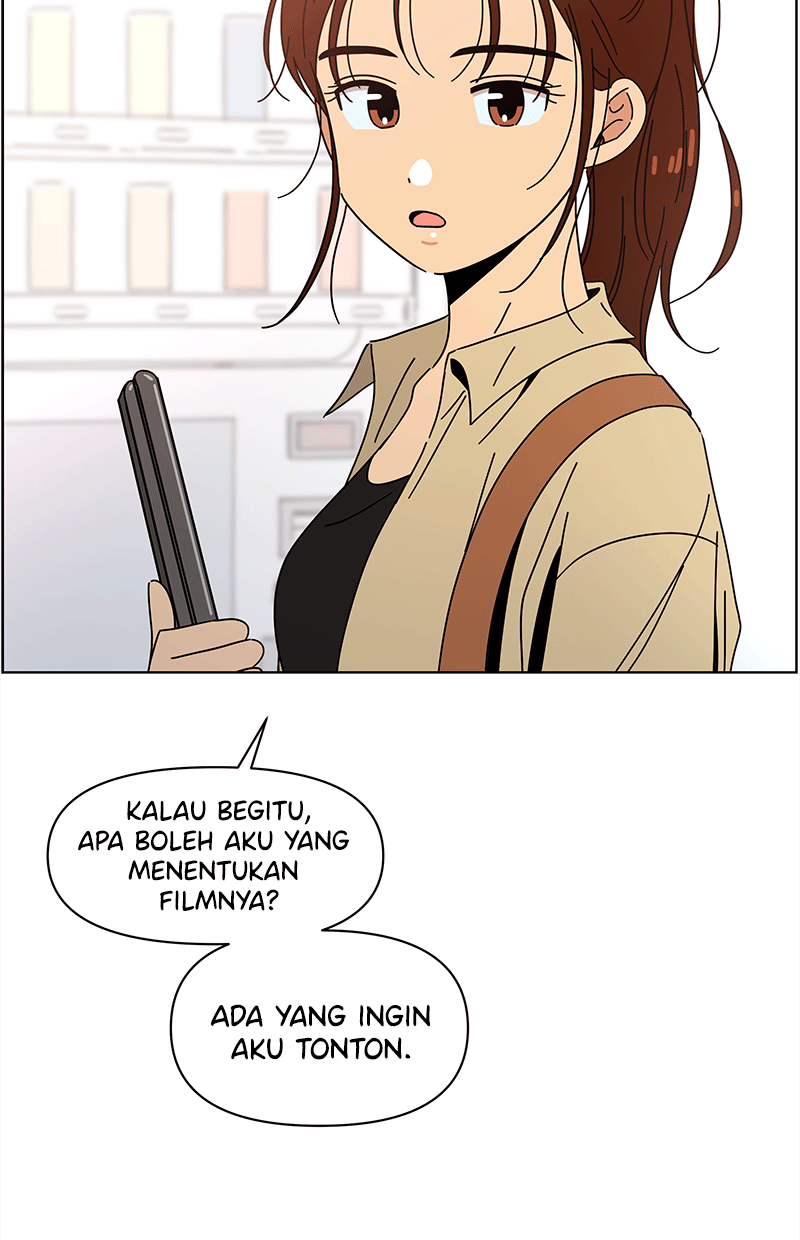 KALAU BEGITU,
APA BOLEH AKU YANG
MENENTUKAN
FILMNYA?
ADA YANG INGIN
AKU TONTON.